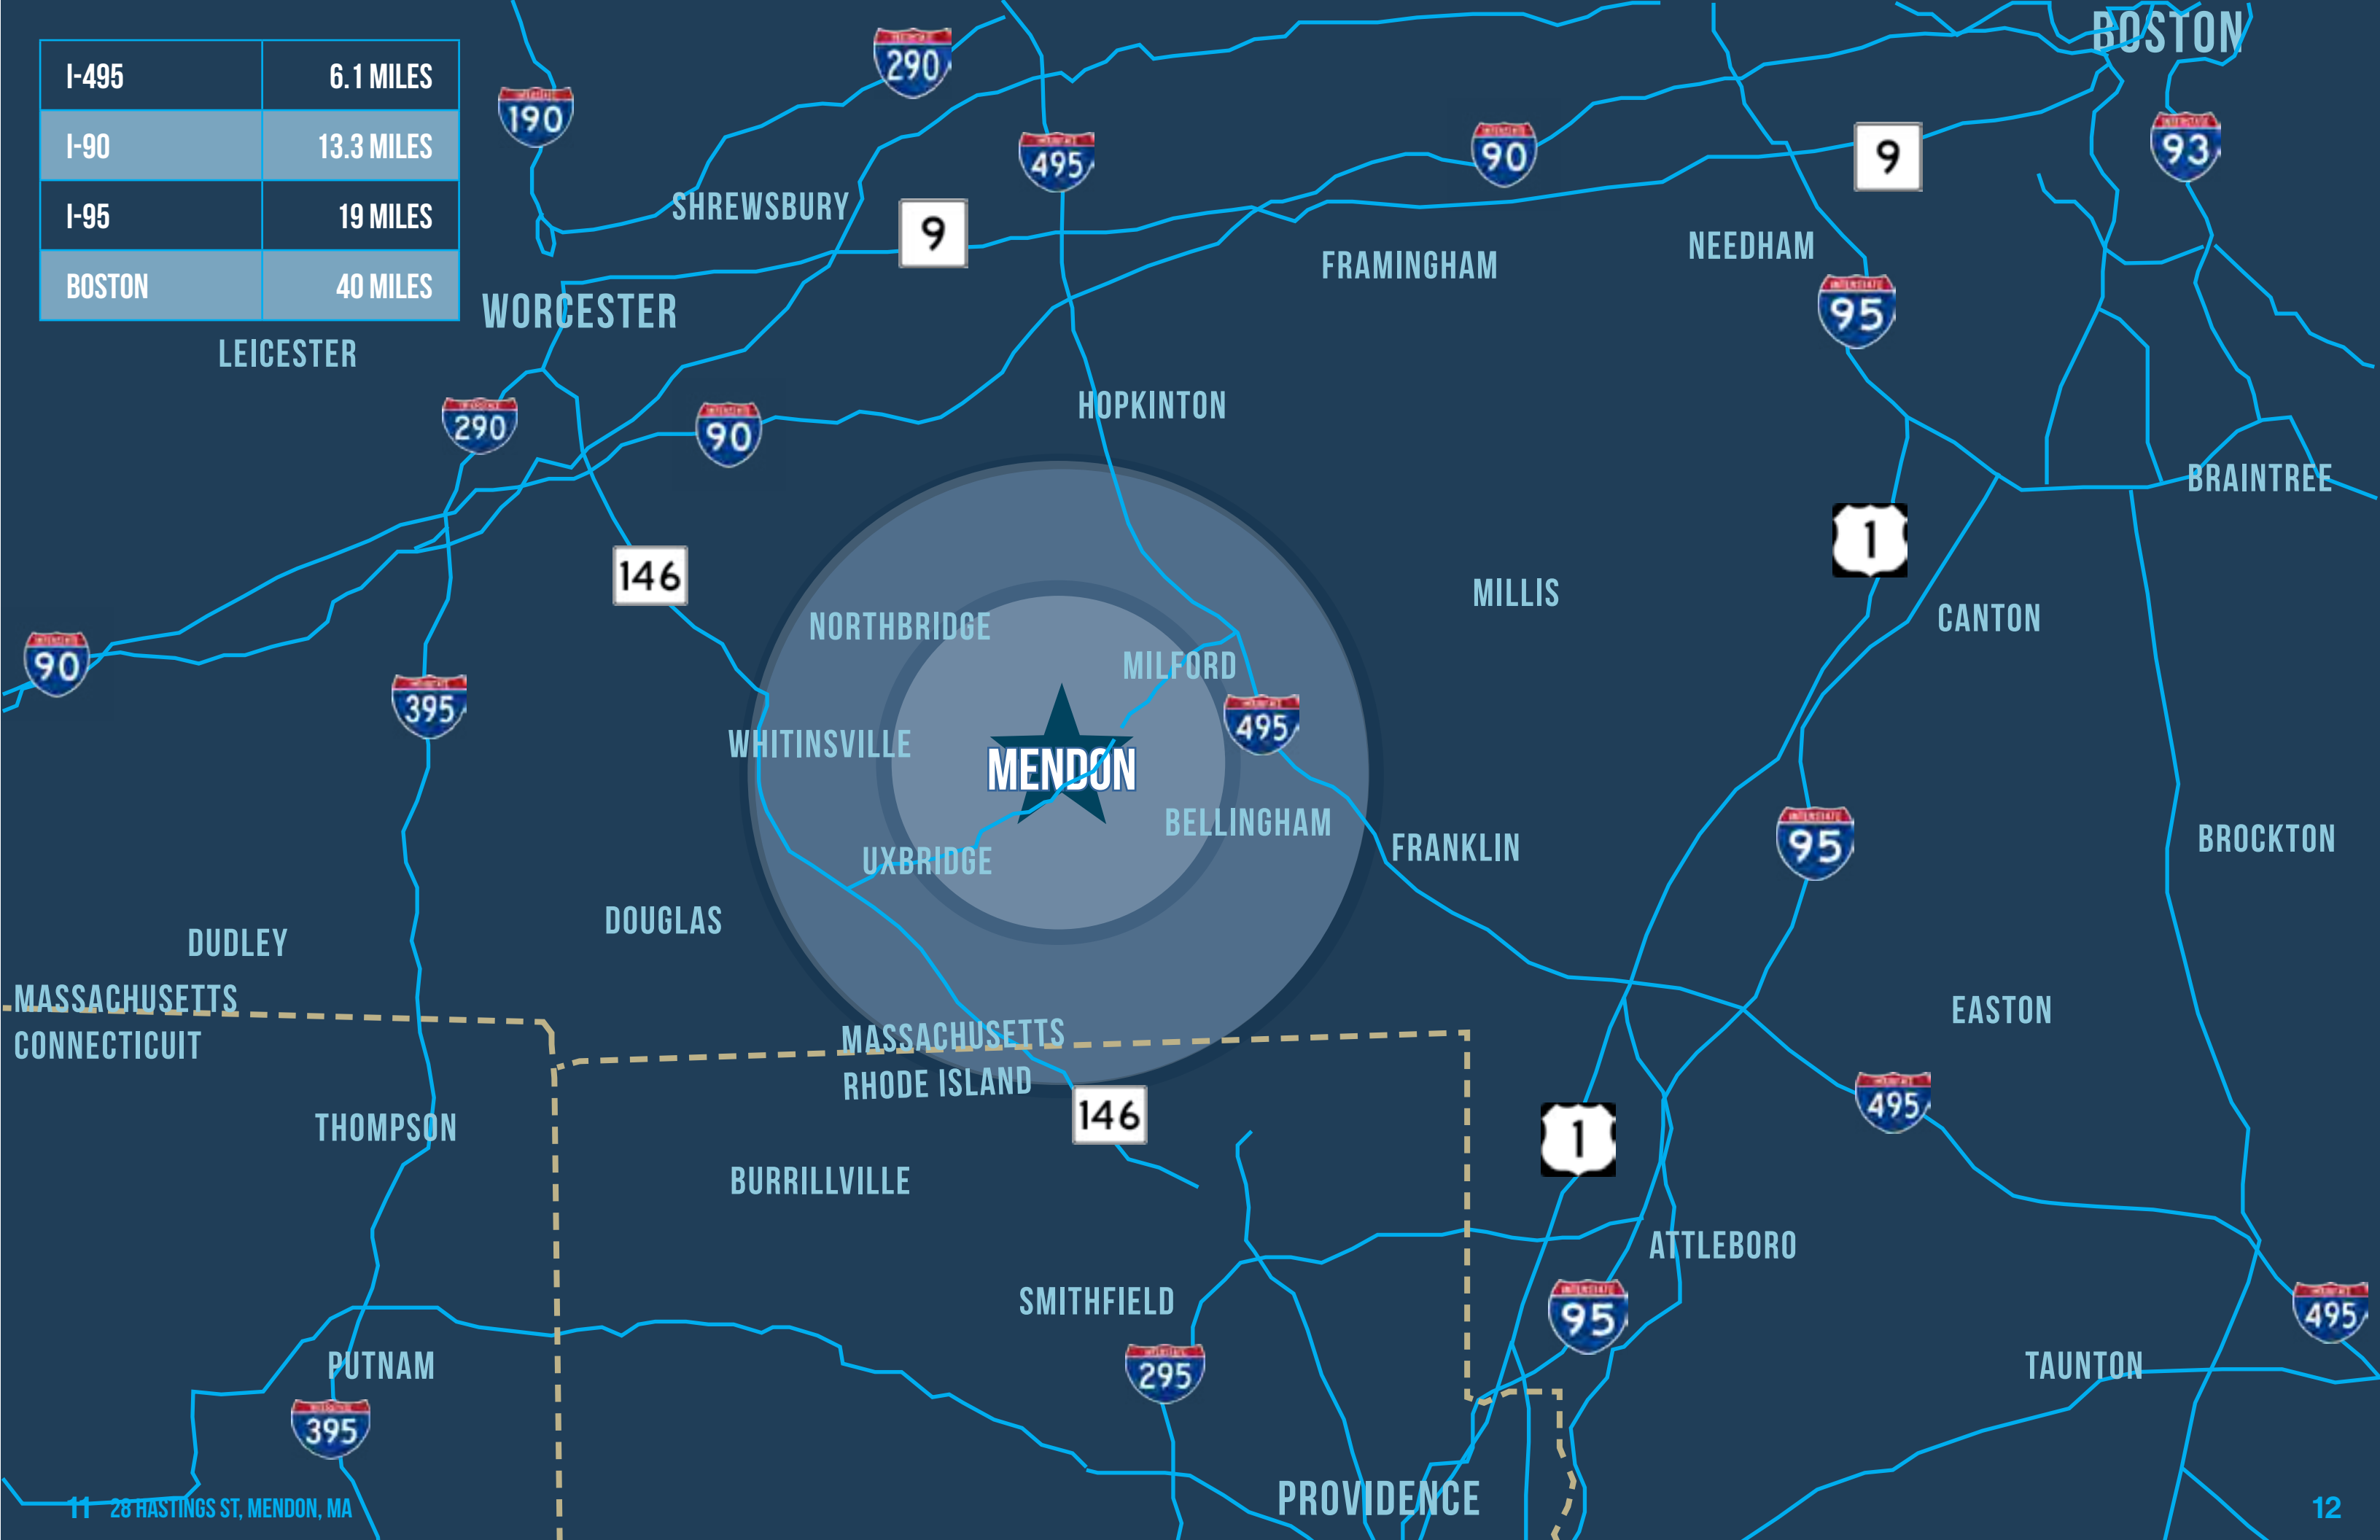 I-495 6.1 MILES
I-90 13.3 MILES
I-95 19 MILES
BOSTON 40 MILES
BOSTON
290
190
495
90
9
93
SHREWSBURY
9
NEEDHAM
FRAMINGHAM
WORCESTER
95
LEICESTER
HOPKINTON
290
90
BRAINTREE
1
146
MILLIS
CANTON
NORTHBRIDGE
MILFORD
90
395
495
WHITINSVILLE
MENDON
BELLINGHAM
FRANKLIN
95
BROCKTON
UXBRIDGE
DOUGLAS
DUDLEY
MASSACHUSETTS
CONNECTICUIT
EASTON
MASSACHUSETTS
RHODE ISLAND
495
146
THOMPSON
1
BURRILLVILLE
ATTLEBORO
SMITHFIELD
95
495
PUTNAM
295
TAUNTON
395
PROVIDENCE
11 28 HASTINGS ST, MENDON, MA
12